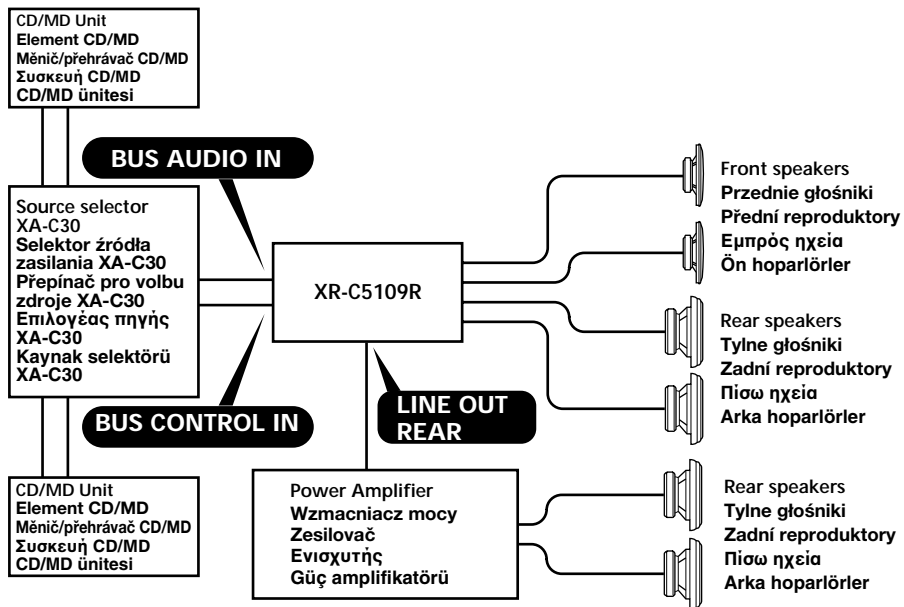 CD/MD Unit
Element CD/MD
Měnič/přehrávač CD/MD
Συσκευή CD/MD
CD/MD ünitesi
BUS AUDIO IN
Source selector
XA-C30
Selektor źródła
zasilania XA-C30
Přepínač pro volbu
zdroje XA-C30
Επιλογέας πηγής
XA-C30
Kaynak selektörü
XA-C30
XR-C5109R
BUS CONTROL IN
LINE OUT
REAR
Front speakers
Przednie głośniki
Přední reproduktory
Εμπρός ηχεία
Ön hoparlörler
Rear speakers
Tylne głośniki
Zadní reproduktory
Πίσω ηχεία
Arka hoparlörler
CD/MD Unit
Element CD/MD
Měnič/přehrávač CD/MD
Συσκευή CD/MD
CD/MD ünitesi
Power Amplifier
Wzmacniacz mocy
Zesilovač
Ενισχυτής
Güç amplifikatörü
Rear speakers
Tylne głośniki
Zadní reproduktory
Πίσω ηχεία
Arka hoparlörler